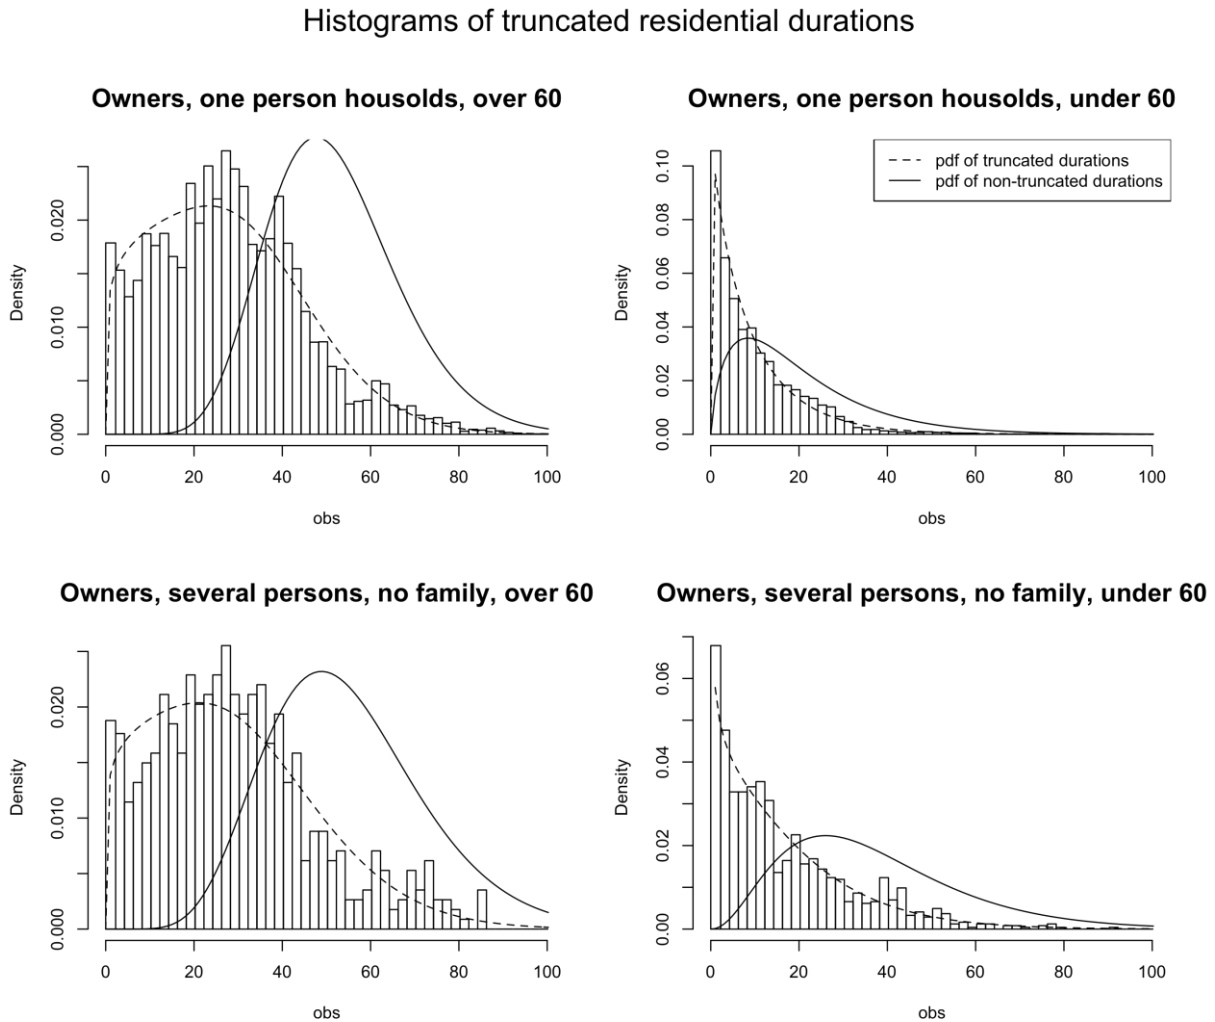 Histograms of truncated residential durations
Owners, one person housolds, over 60
Density
0.000
0.010
0.020
0
20
40
60
80
100
obs
Owners, one person housolds, under 60
pdf of truncated durations
pdf of non-truncated durations
Density
0.00
0.02
0.04
0.06
0.08
0.10
0
20
40
60
80
100
obs
Owners, several persons, no family, over 60
Density
0.000
0.010
0.020
0
20
40
60
80
100
obs
Owners, several persons, no family, under 60
Density
0.00
0.02
0.04
0.06
0
20
40
60
80
100
obs